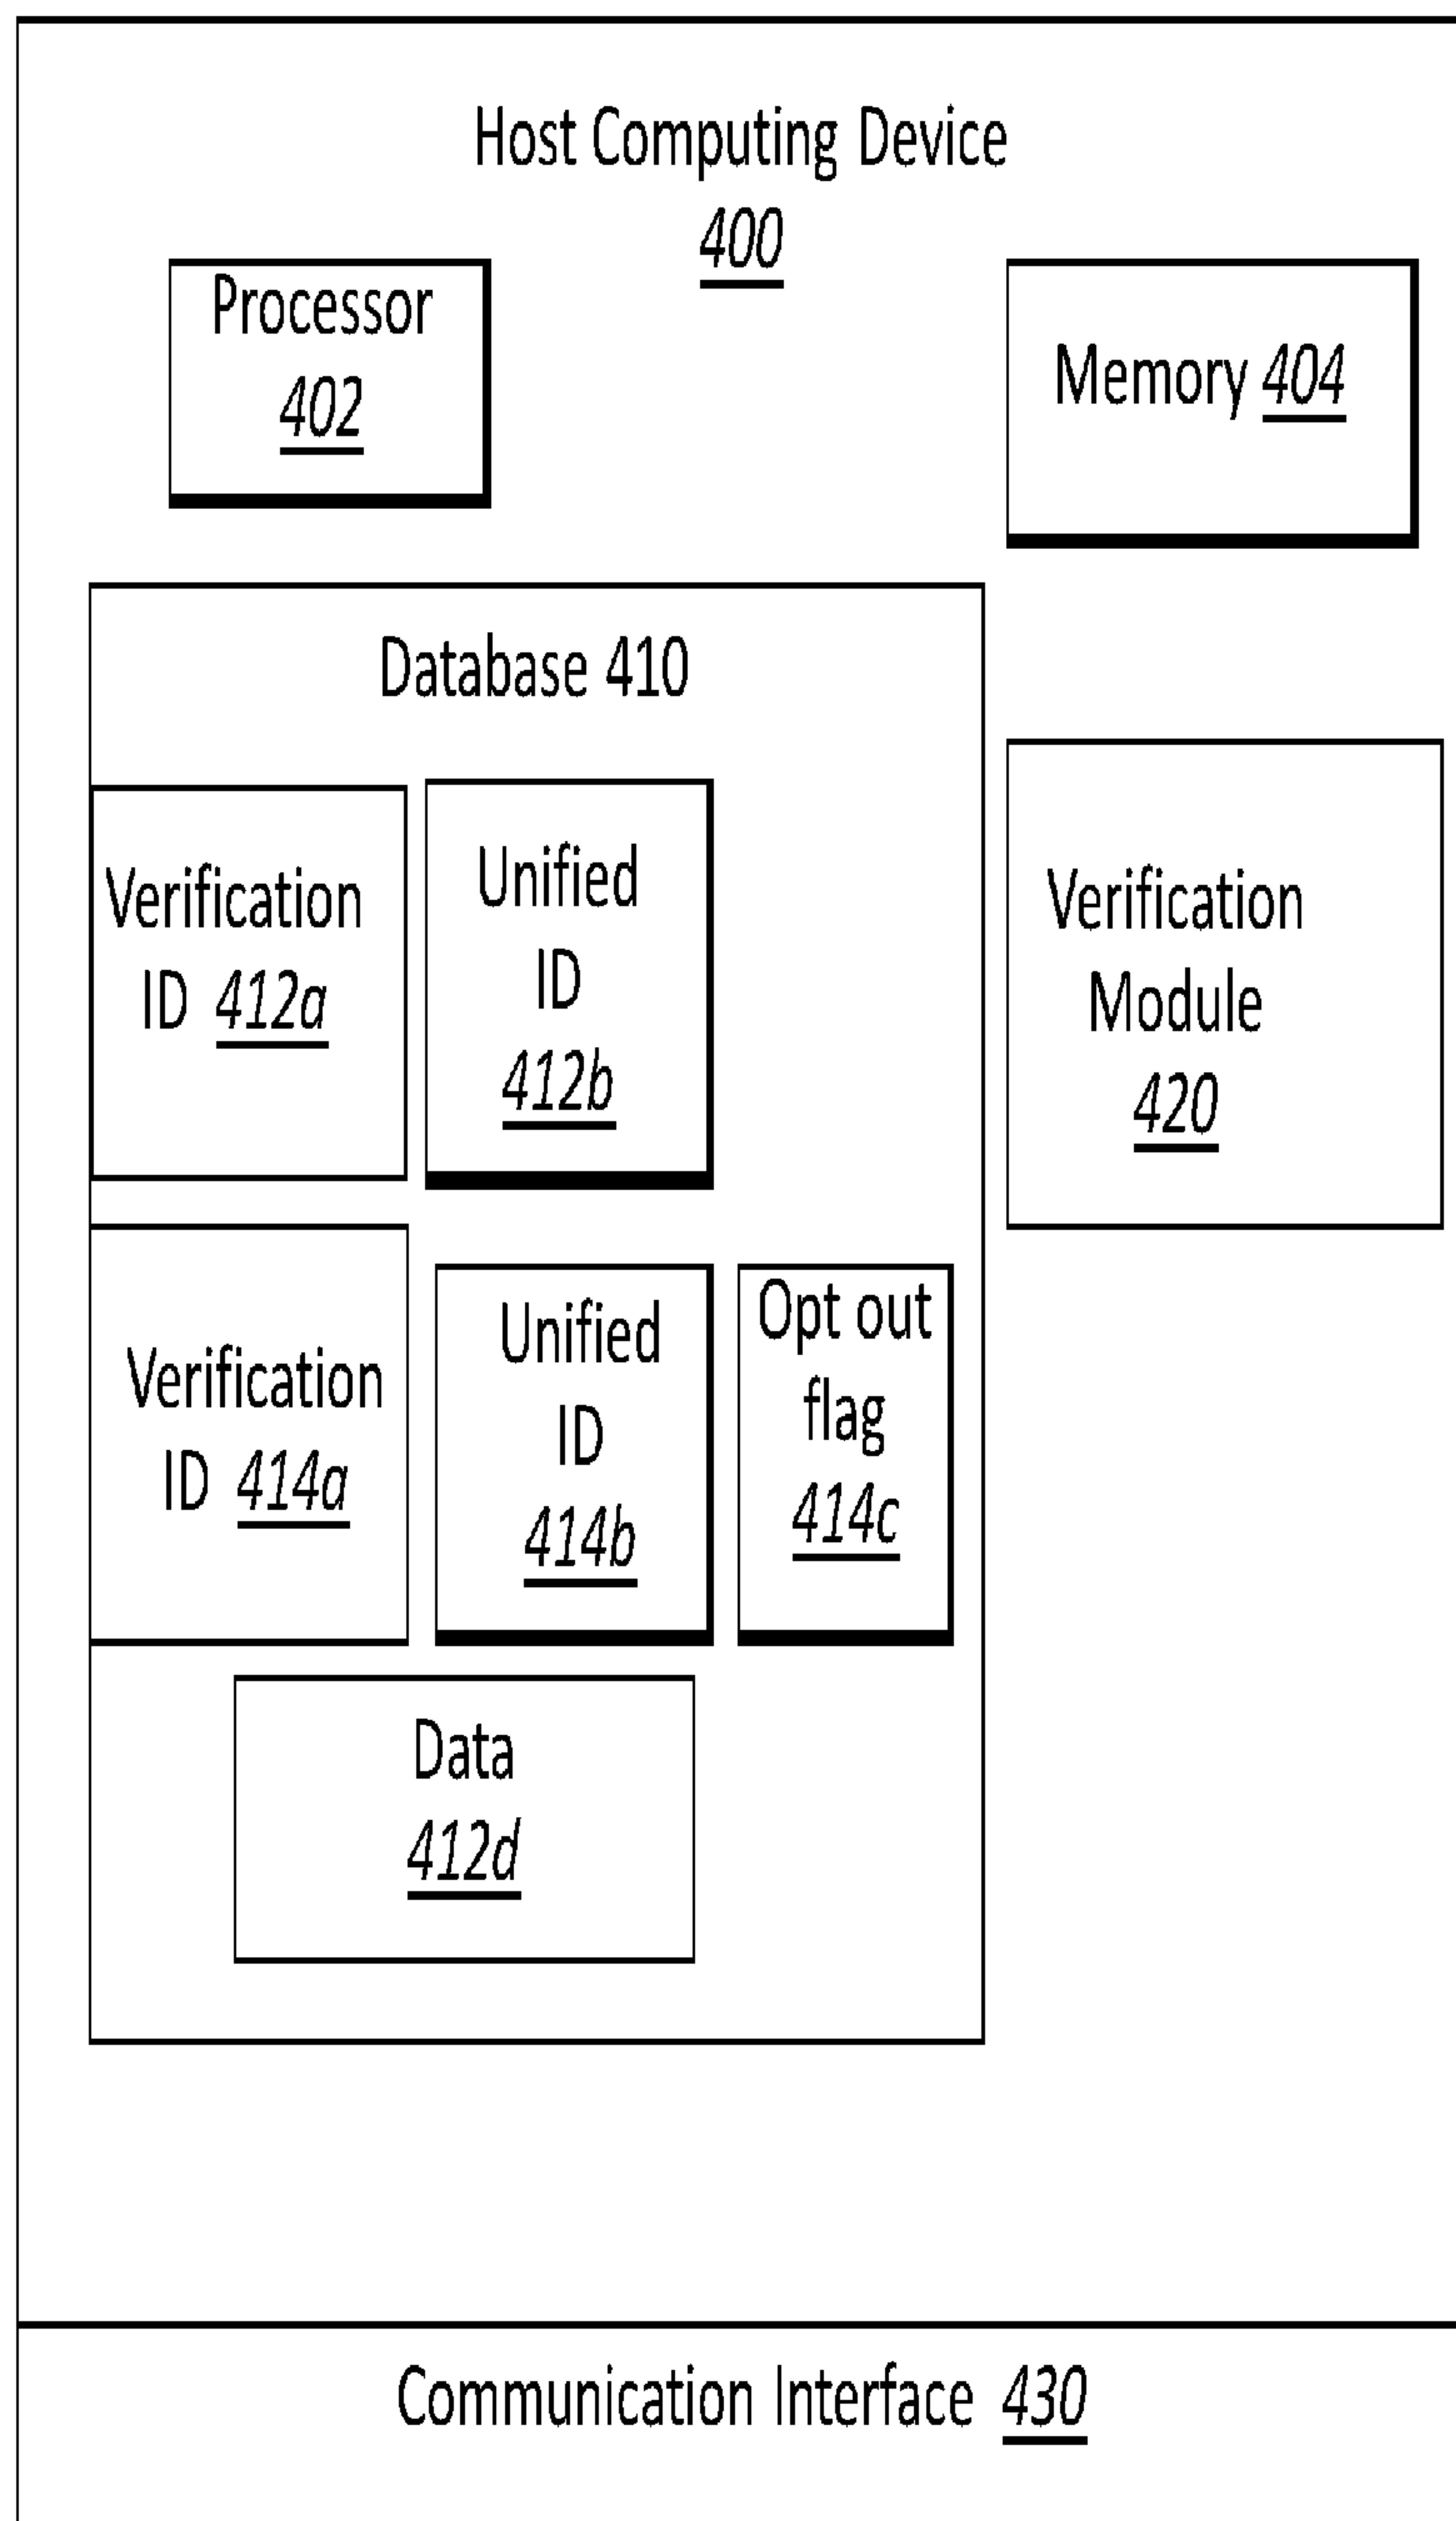 Host Computing Device
400
Processor
402
Memory 404
Database 410
Verification
ID 412a
Unified
ID
412b
Verification
Module
420
Verification
ID 414a
Unified
ID
414b
Opt out
flag
414c
Data
412d
Communication Interface 430